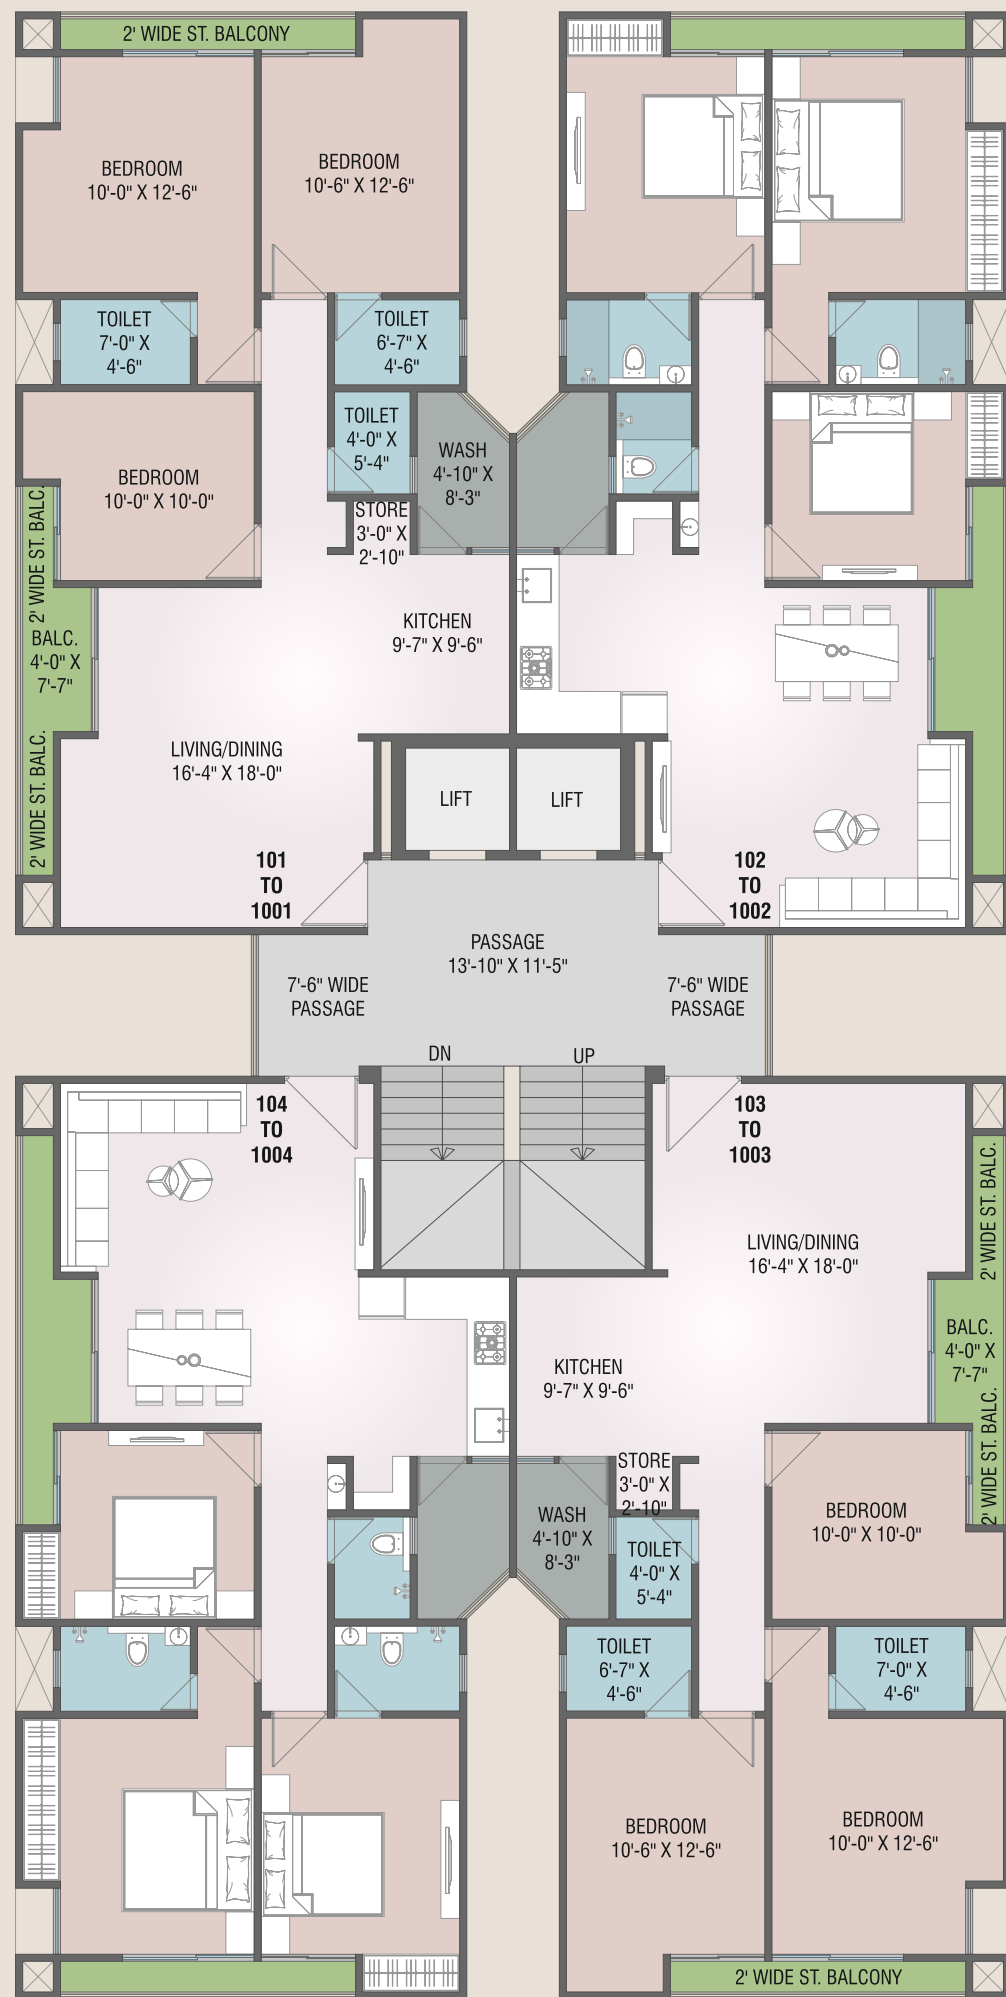 2' WIDE ST. BALCONY
BEDROOM
10'-0" X 12'-6"
BEDROOM
10'-6" X 12'-6"
TOILET
7'-0" X
4'-6"
TOILET
6'-7" X
4'-6"
TOILET
4'-0" X
5'-4"
WASH
4'-10" X
8'-3"
BEDROOM
10'-0" X 10'-0"
STORE
3'-0" X
2'-10"
2' WIDE ST. BALC.
BALC.
4'-0" X
7'-7"
2' WIDE ST. BALC.
KITCHEN
9'-7" X 9'-6"
LIVING/DINING
16'-4" X 18'-0"
LIFT
LIFT
101
TO
1001
102
TO
1002
PASSAGE
13'-10" X 11'-5"
7'-6" WIDE
PASSAGE
7'-6" WIDE
PASSAGE
DN
UP
104
TO
1004
103
TO
1003
LIVING/DINING
16'-4" X 18'-0"
2' WIDE ST. BALC.
BALC.
4'-0" X
7'-7"
2' WIDE ST. BALC.
KITCHEN
9'-7" X 9'-6"
STORE
3'-0" X
2'-10"
WASH
4'-10" X
8'-3"
TOILET
4'-0" X
5'-4"
BEDROOM
10'-0" X 10'-0"
TOILET
6'-7" X
4'-6"
TOILET
7'-0" X
4'-6"
BEDROOM
10'-6" X 12'-6"
BEDROOM
10'-0" X 12'-6"
2' WIDE ST. BALCONY